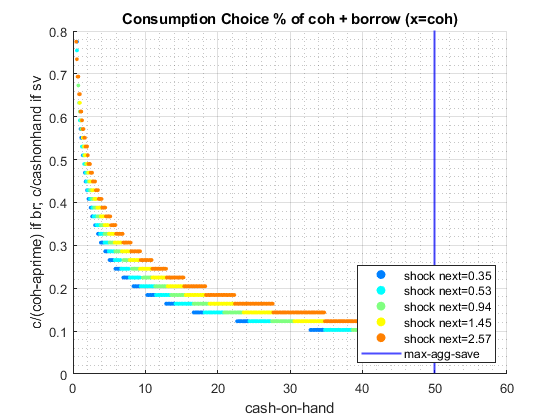 Consumption Choice % of coh + borrow (x=coh)
c/(coh-aprime) if br, c/cashonhand if sv
0.8
0.7
0.6
0.5
0.4
0.3
0.2
0.1
0
shock next=0.35
shock next=0.53
shock next=0.94
shock next=1.45
shock next=2.57
max-agg-save
0 10 20 30 40 50 60
cash-on-hand